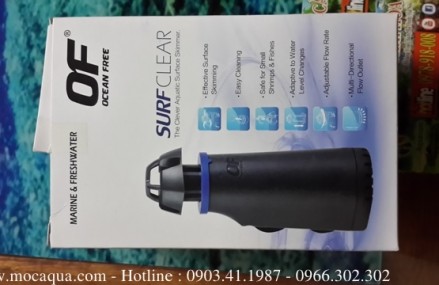 MARINE & FRESHWATER
OF®
OCEAN FREE
SURFCLEAR
The Clever Aquatic Surface Skimmer
• Effective Surface
Skimming
• Easy Cleaning
• Safe for Small
Shrimps & Fishes
• Adaptive to Water
Level Changes
• Adjustable Flow Rate
• Multi-Directional
Flow Outlet
OF
w.mocaqua.com - Hotline : 0903.41.1987 - 0966.302.302